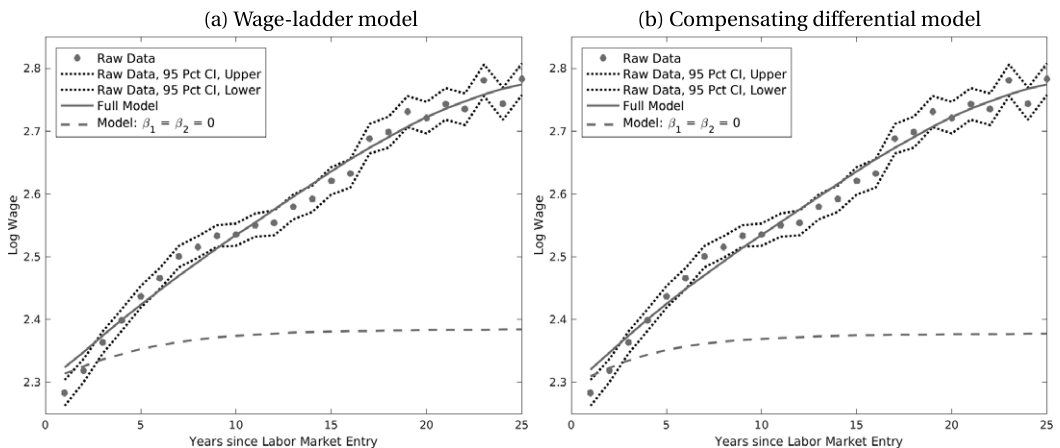 (a) Wage-ladder model
2.8
2.7
2.6
2.5
2.4
2.3
Log Wage
Raw Data
Raw Data, 95 Pct CI, Upper
Raw Data, 95 Pct CI, Lower
Full Model
Model: β₁ = β₂ = 0
0 5 10 15 20 25
Years since Labor Market Entry
(b) Compensating differential model
2.8
2.7
2.6
2.5
2.4
2.3
Log Wage
Raw Data
Raw Data, 95 Pct CI, Upper
Raw Data, 95 Pct CI, Lower
Full Model
Model: β₁ = β₂ = 0
0 5 10 15 20 25
Years since Labor Market Entry